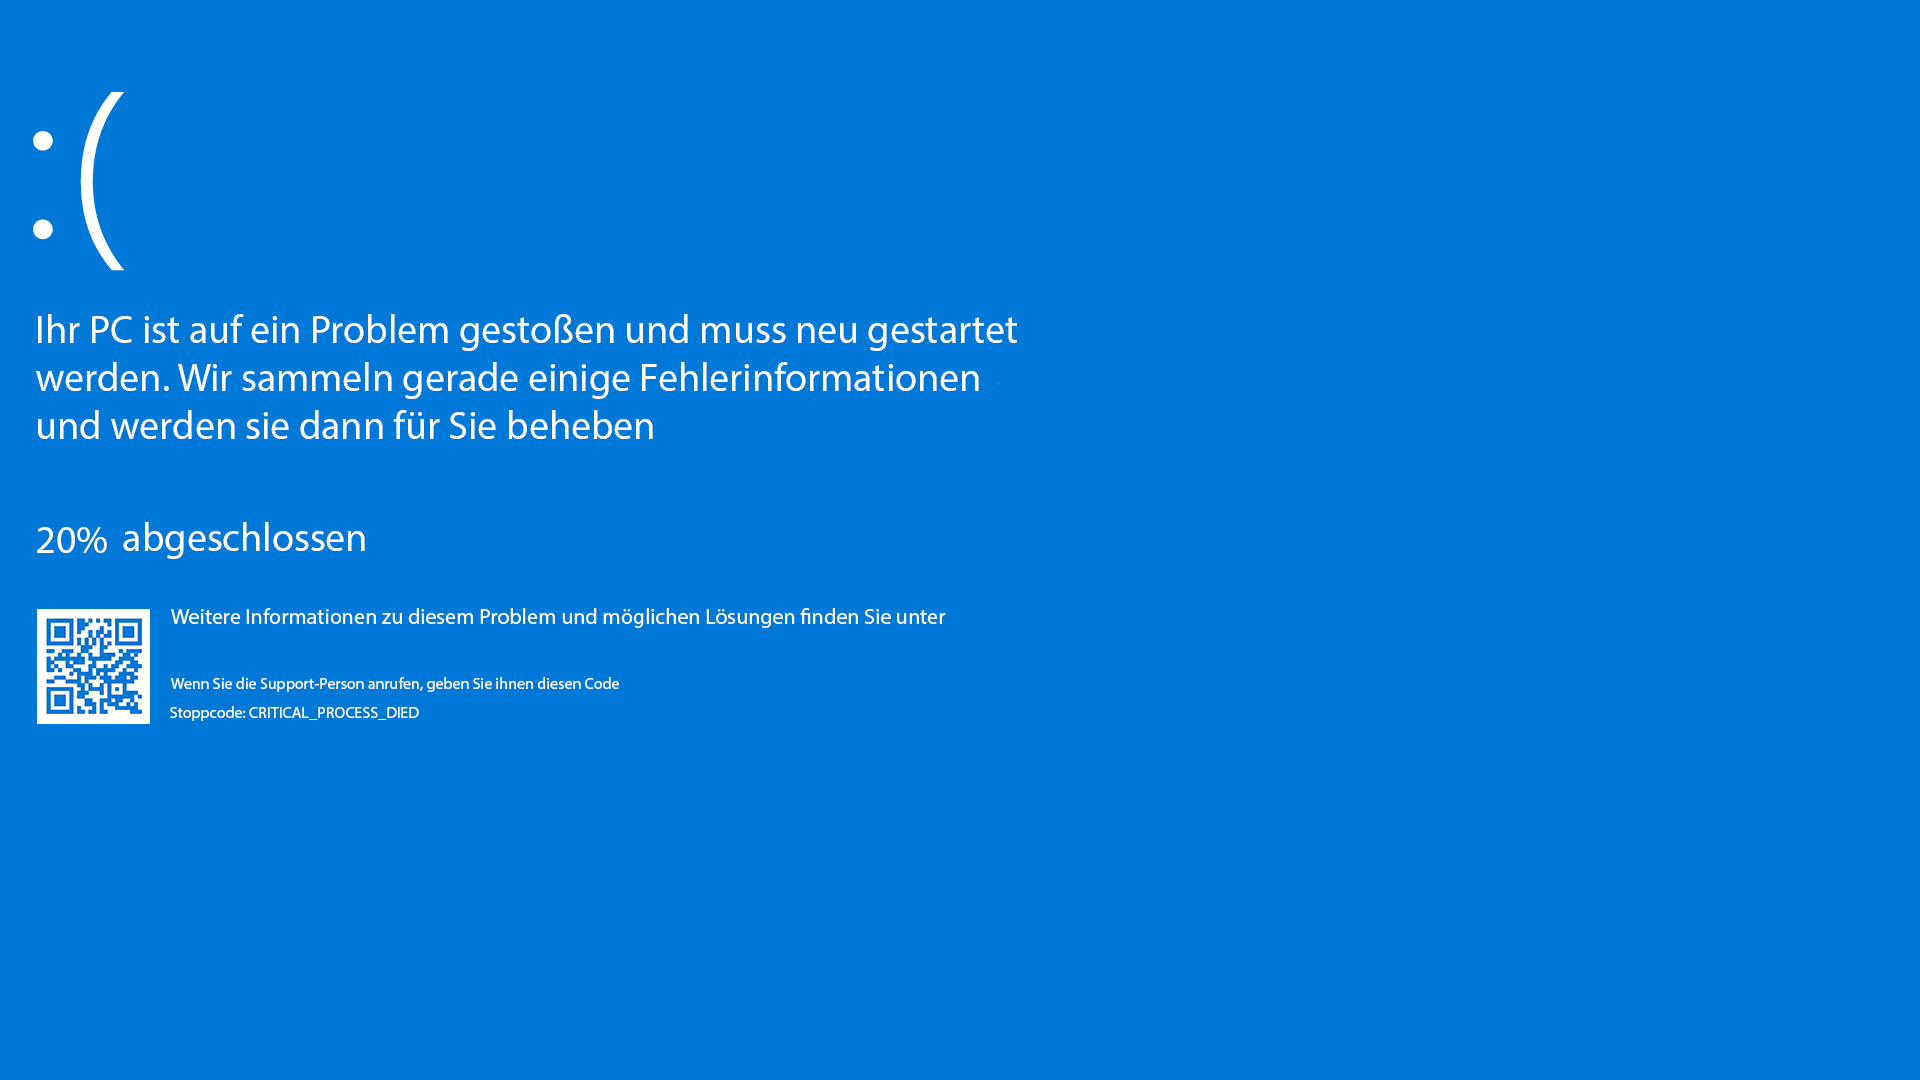 :(
Ihr PC ist auf ein Problem gestoßen und muss neu gestartet
werden. Wir sammeln gerade einige Fehlerinformationen
und werden sie dann für Sie beheben
20% abgeschlossen
Weitere Informationen zu diesem Problem und möglichen Lösungen finden Sie unter
Wenn Sie die Support-Person anrufen, geben Sie ihnen diesen Code
Stoppcode: CRITICAL_PROCESS_DIED